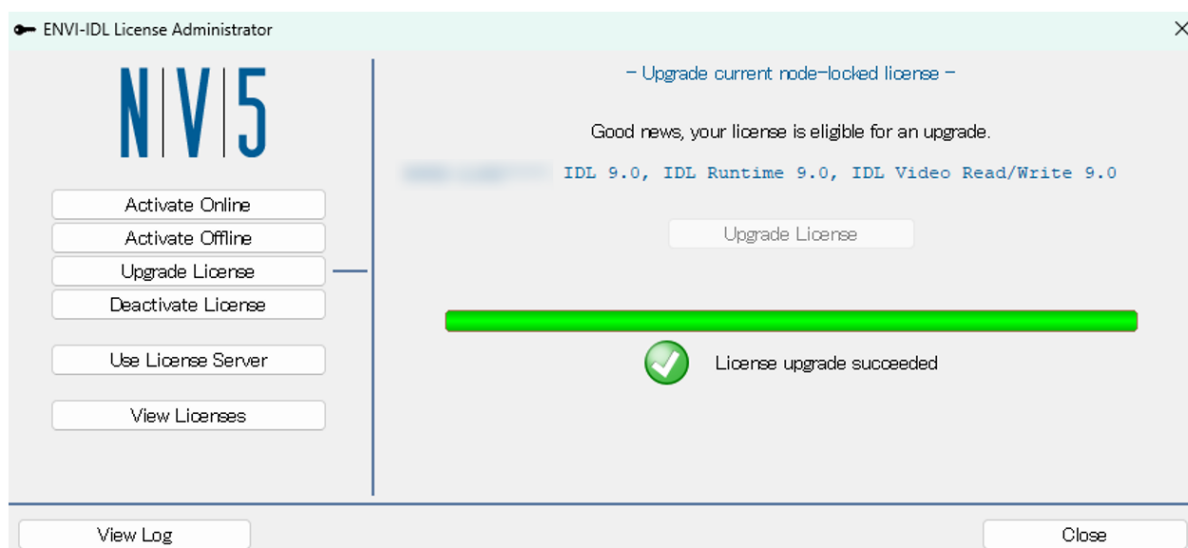 ENVI-IDL License Administrator
N|V|5
Activate Online
Activate Offline
Upgrade License
Deactivate License
Use License Server
View Licenses
- Upgrade current node-locked license -
Good news, your license is eligible for an upgrade.
IDL 9.0, IDL Runtime 9.0, IDL Video Read/Write 9.0
Upgrade License
License upgrade succeeded
View Log
Close